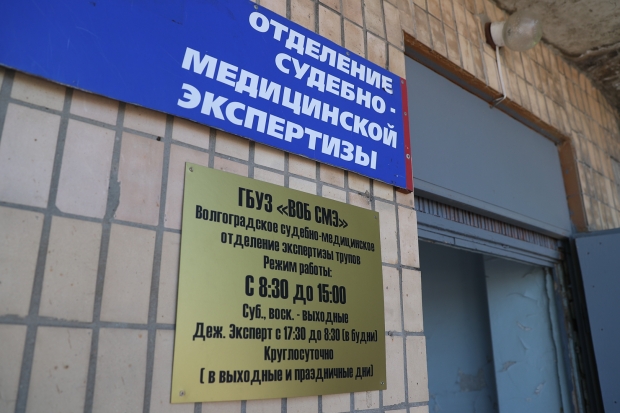 ОТДЕЛЕНИЕ
СУДЕБНО -
МЕДИЦИНСКОЙ
ЭКСПЕРТИЗЫ
ГБУЗ «ВОБ СМЭ»
Волгоградское судебно-медицинское
отделение экспертизы трупов
Режим работы:
С 8:30 до 15:00
Суб., воск. - выходные
Деж. Эксперт с 17:30 до 8:30 (в будни)
Круглосуточно
( в выходные и праздничные дни)